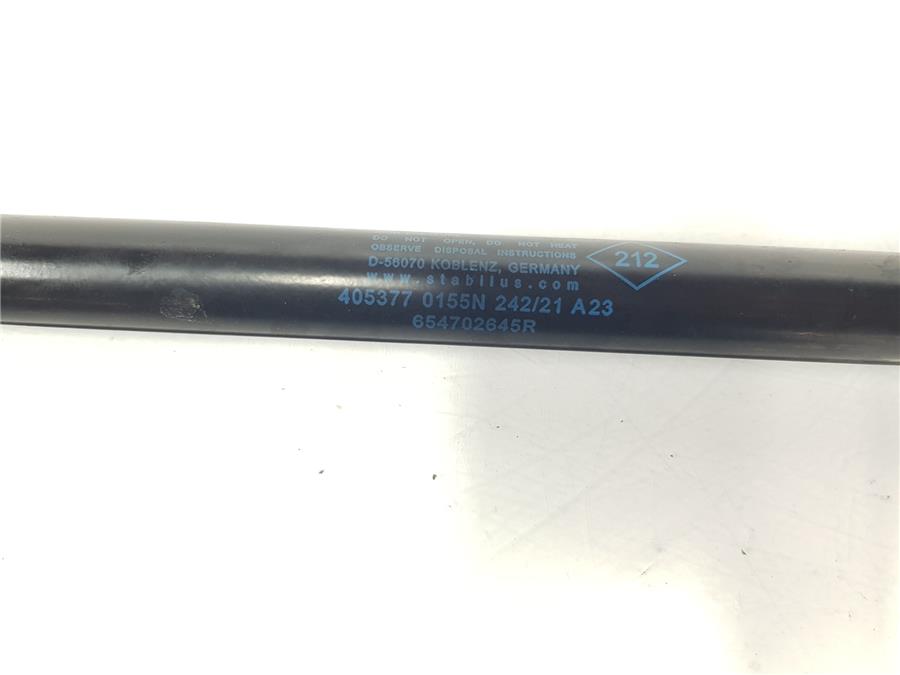 DO NOT OPEN, DO NOT HEAT
OBSERVE DISPOSAL INSTRUCTIONS
D-56070 KOBLENZ, GERMANY
www.stabilus.com
405377 0155N 242/21 A23
654702645R
212